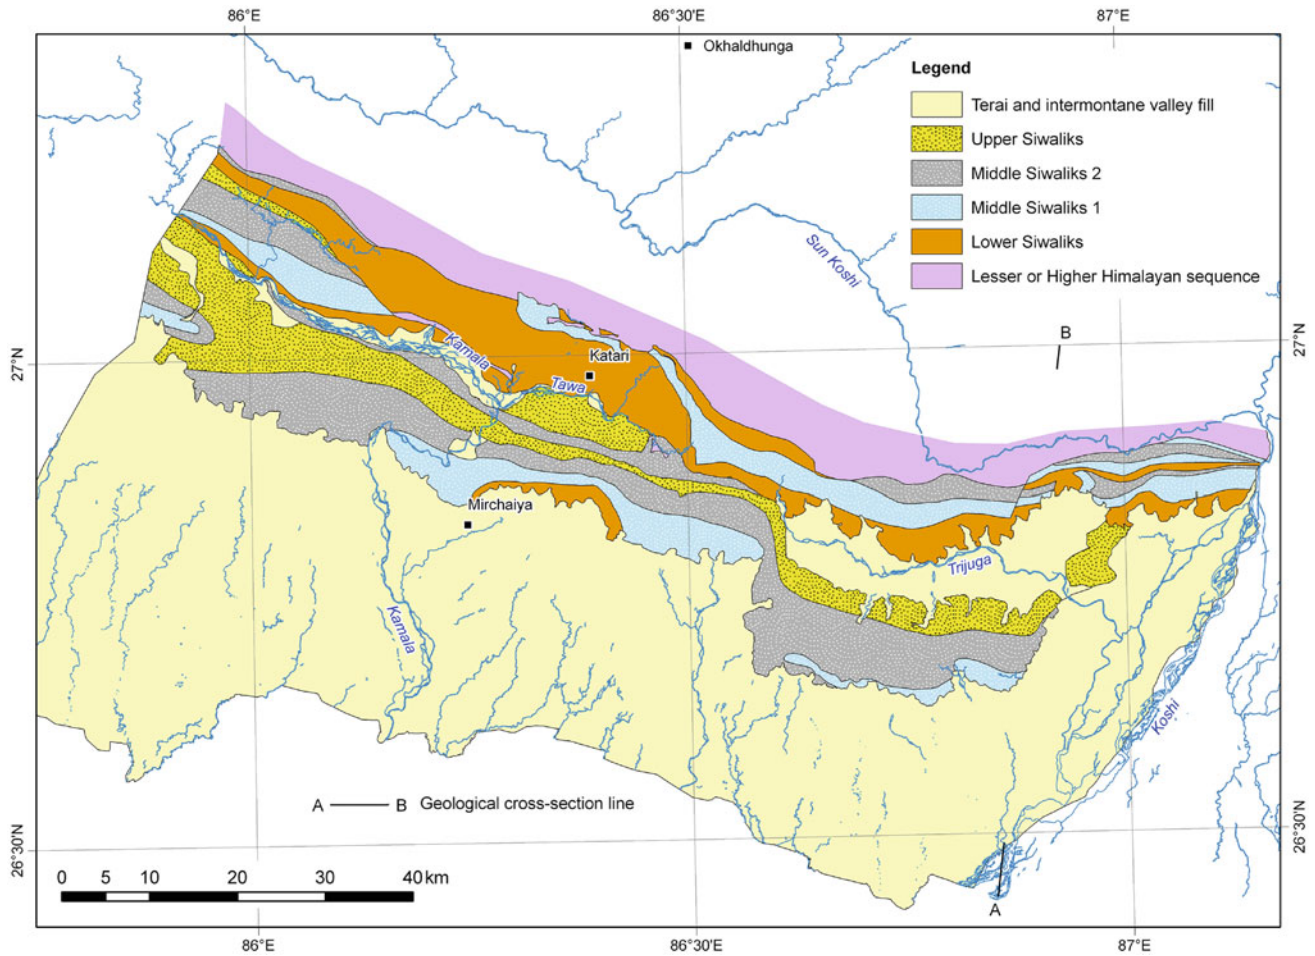 86°E
86°30'E
87°E
Okhaldhunga
Legend
Terai and intermontane valley fill
Upper Siwaliks
Middle Siwaliks 2
Middle Siwaliks 1
Lower Siwaliks
Lesser or Higher Himalayan sequence
Sun Koshi
B
27°N
27°N
Kamala
Katari
Tawa
Mirchaiya
Trijuga
Kamala
Koshi
A B Geological cross-section line
26°30'N
26°30'N
0 5 10 20 30 40 km
A
86°E
86°30'E
87°E